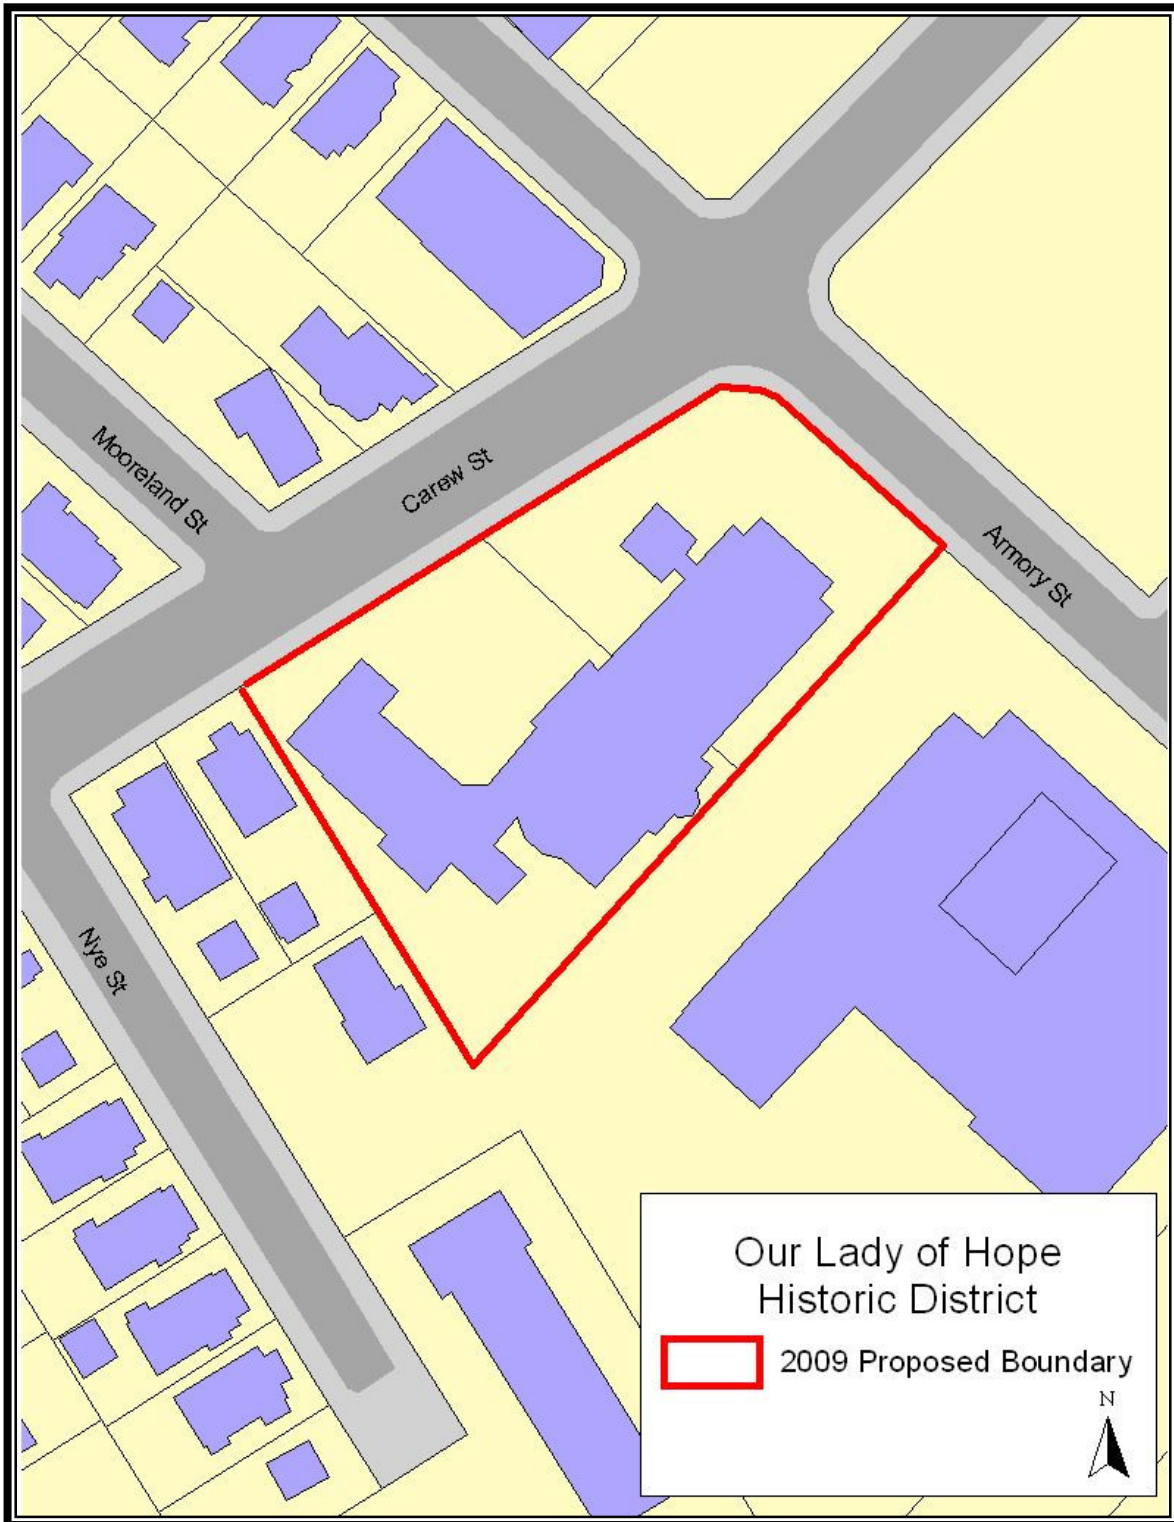 Mooreland St
Carew St
Armory St
Nye St
Our Lady of Hope
Historic District
2009 Proposed Boundary
N